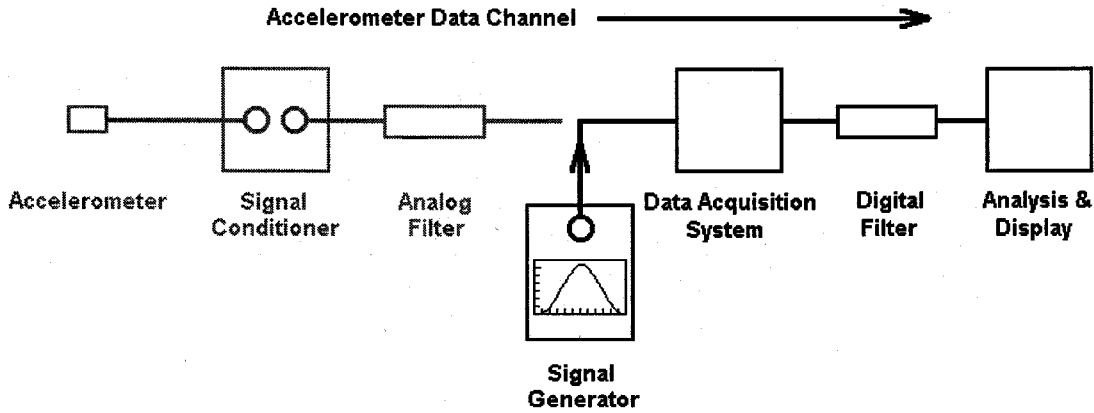 Accelerometer Data Channel
Accelerometer
Signal
Conditioner
Analog
Filter
Data Acquisition
System
Digital
Filter
Analysis &
Display
Signal
Generator